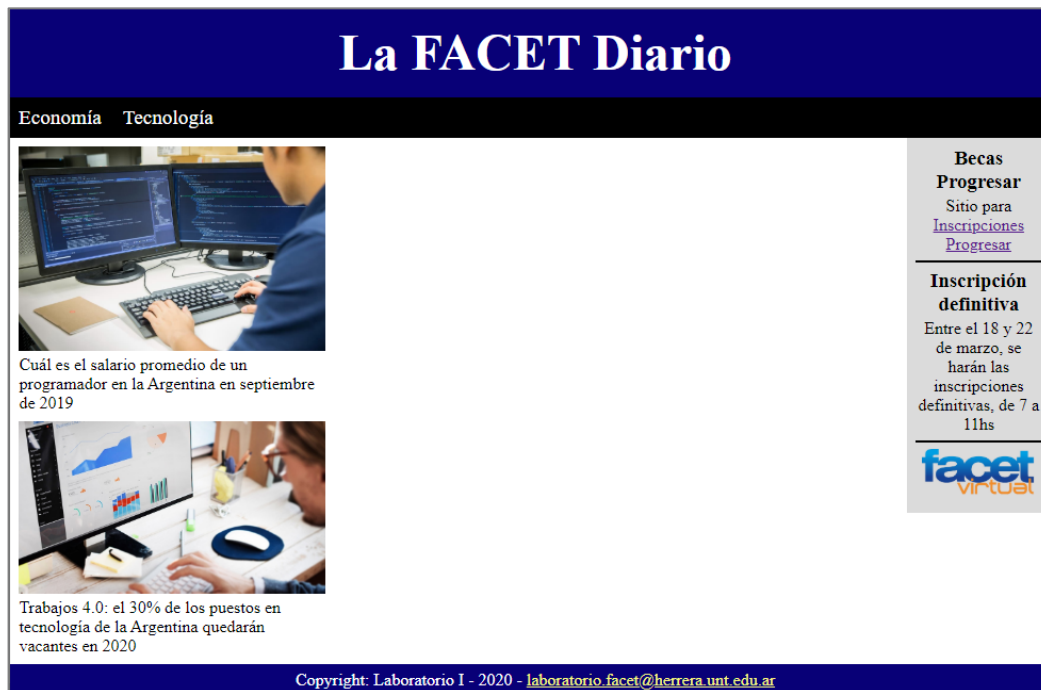 La FACET Diario
Economía Tecnología
Cuál es el salario promedio de un
programador en la Argentina en septiembre
de 2019
Trabajos 4.0: el 30% de los puestos en
tecnología de la Argentina quedarán
vacantes en 2020
Becas
Progresar
Sitio para
Inscripciones
Progresar
Inscripción
definitiva
Entre el 18 y 22
de marzo, se
harán las
inscripciones
definitivas, de 7 a
11hs
facet
virtual
Copyright: Laboratorio I - 2020 - laboratorio.facet@herrera.unt.edu.ar